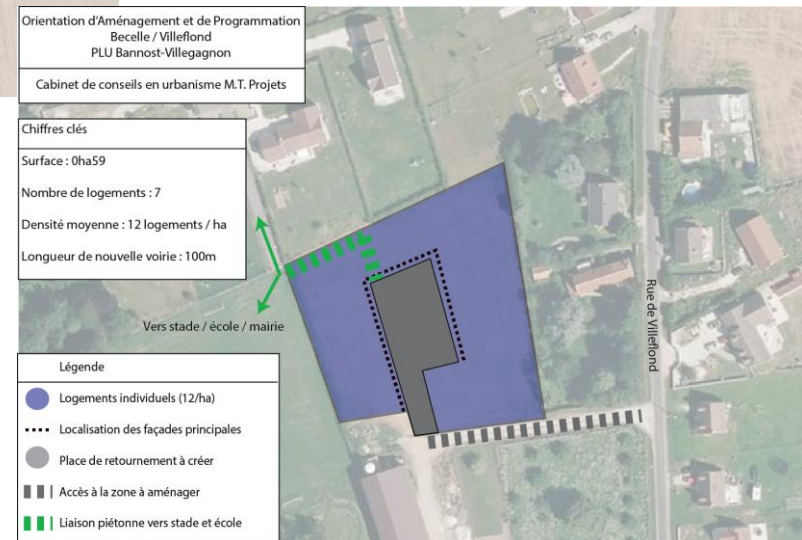 Orientation d'Aménagement et de Programmation
Becelle / Villeflond
PLU Bannost-Villegagnon
Cabinet de conseils en urbanisme M.T. Projets
Chiffres clés
Surface : 0ha59
Nombre de logements : 7
Densité moyenne : 12 logements / ha
Longueur de nouvelle voirie : 100m
Vers stade / école / mairie
Rue de Villeflond
Légende
Logements individuels (12/ha)
Localisation des façades principales
Place de retournement à créer
Accès à la zone à aménager
Liaison piétonne vers stade et école